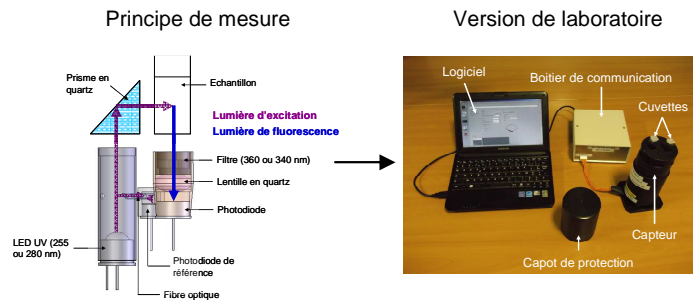 Principe de mesure
Version de laboratoire
Prisme en
quartz
Echantillon
Lumière d'excitation
Lumière de fluorescence
Filtre (360 ou 340 nm)
Lentille en quartz
Photodiode
LED UV (255
ou 280 nm)
Photodiode de
référence
Fibre optique
Logiciel
Boitier de communication
Cuvettes
Capteur
Capot de protection